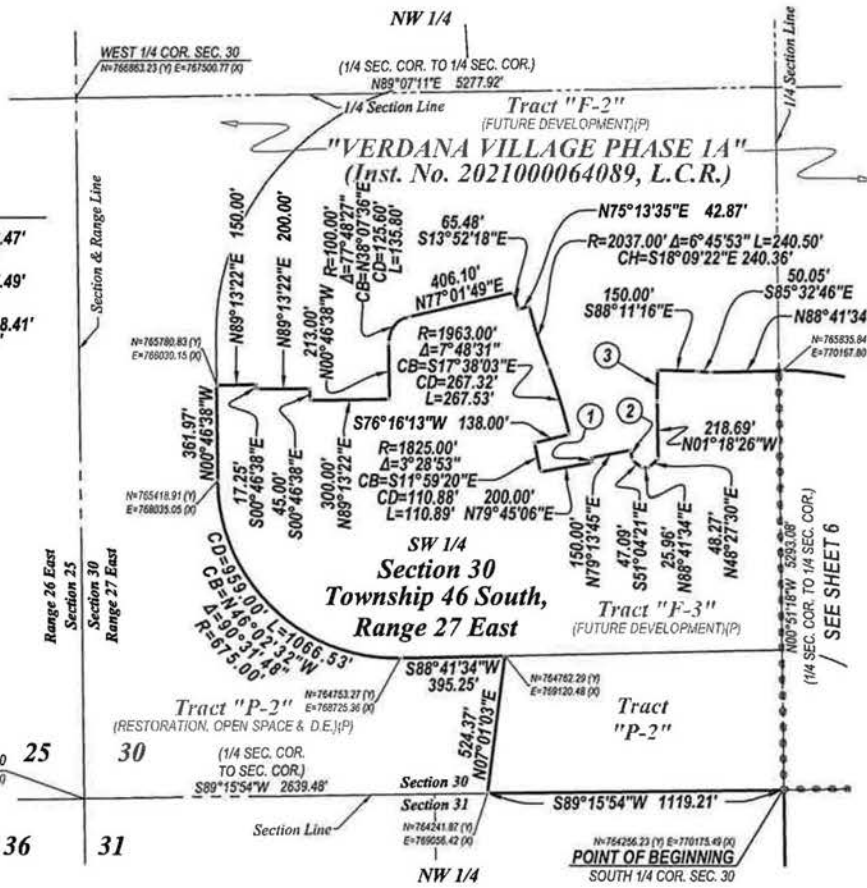 NW 1/4
WEST 1/4 COR. SEC. 30
N=766863.23 (Y) E=767500.77 (X)
(1/4 SEC. COR. TO 1/4 SEC. COR.)
N89°07'11"E 5277.92'
1/4 Section Line
1/4 Section Line
Tract "F-2"
(FUTURE DEVELOPMENT)(P)
"VERDANA VILLAGE PHASE 1A"
(Inst. No. 2021000064089, L.C.R.)
Section & Range Line
.47'
.49'
8.41'
N89°13'22"E 150.00'
N89°13'22"E 200.00'
213.00'
N00°46'38"W
R=100.00'
Δ=77°48'27"
CB=N38°07'36"E
CD=125.60'
L=135.80'
65.48'
S13°52'18"E
406.10'
N77°01'49"E
N75°13'35"E 42.87'
R=2037.00' Δ=6°45'53" L=240.50'
CH=S18°09'22"E 240.36'
50.05'
S85°32'46"E
150.00'
S88°11'16"E
N88°41'34
N=765780.83 (Y)
E=768030.15 (X)
N=765835.84
E=770167.80
R=1963.00'
Δ=7°48'31"
CB=S17°38'03"E
CD=267.32'
L=267.53'
3
1
2
361.97'
N00°46'38"W
S76°16'13"W 138.00'
218.69'
N01°18'26"W
17.25'
S00°46'38"E
45.00'
S00°46'38"E
300.00'
N89°13'22"E
R=1825.00'
Δ=3°28'53"
CB=S11°59'20"E
CD=110.88'
L=110.89'
200.00'
N79°45'06"E
150.00'
N79°13'45"E
47.09'
S51°04'21"E
25.96'
N88°41'34"E
48.27'
N48°27'30"E
N=765418.91 (Y)
E=768035.05 (X)
Range 26 East
Section 25
Section 30
Range 27 East
CD=959.00' L=1066.53'
CB=N46°02'32"W
Δ=90°31'48"
R=675.00'
SW 1/4
Section 30
Township 46 South,
Range 27 East
Tract "F-3"
(FUTURE DEVELOPMENT)(P)
N00°51'18"W 5293.08'
(1/4 SEC. COR. TO 1/4 SEC. COR.)
SEE SHEET 6
S88°41'34"W
395.25'
N=764753.27 (Y)
E=768725.36 (X)
N=764762.29 (Y)
E=769120.48 (X)
Tract "P-2"
(RESTORATION, OPEN SPACE & D.E.)(P)
Tract
"P-2"
524.37'
N07°01'03"E
25
30
(1/4 SEC. COR.
TO SEC. COR.)
S89°15'54"W 2639.48'
Section 30
Section 31
S89°15'54"W 1119.21'
Section Line
N=764241.87 (Y)
E=769056.42 (X)
N=764256.23 (Y) E=770175.49 (X)
POINT OF BEGINNING
SOUTH 1/4 COR. SEC. 30
36
31
NW 1/4